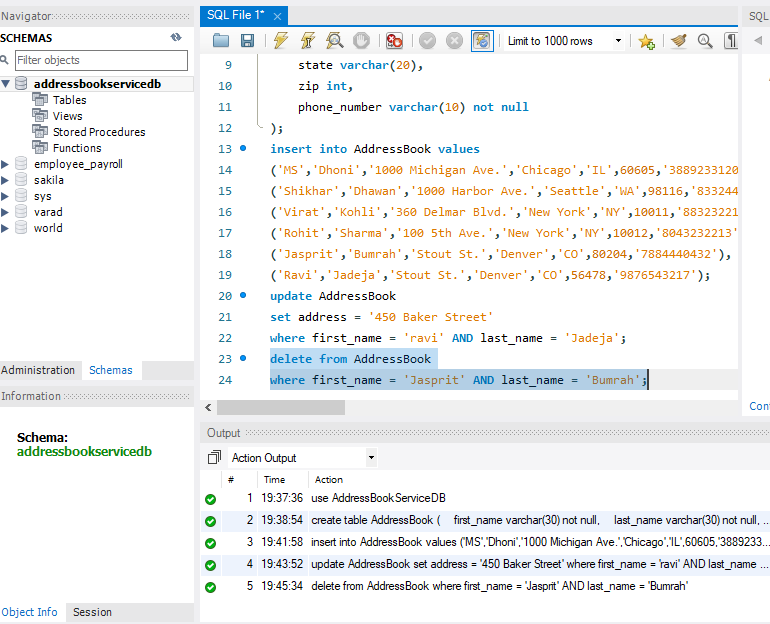 Navigator
SCHEMAS
Filter objects
addressbookservicedb
Tables
Views
Stored Procedures
Functions
employee_payroll
sakila
sys
varad
world
Administration Schemas
Information
Schema:
addressbookservicedb
Object Info Session
SQL File 1* ×
Limit to 1000 rows
9 state varchar(20),
10 zip int,
11 phone_number varchar(10) not null
12 );
13 insert into AddressBook values
14 ('MS','Dhoni','1000 Michigan Ave.','Chicago','IL',60605,'3889233120
15 ('Shikhar','Dhawan','1000 Harbor Ave.','Seattle','WA',98116,'833244
16 ('Virat','Kohli','360 Delmar Blvd.','New York','NY',10011,'88323221
17 ('Rohit','Sharma','100 5th Ave.','New York','NY',10012,'8043232213'
18 ('Jasprit','Bumrah','Stout St.','Denver','CO',80204,'7884440432'),
19 ('Ravi','Jadeja','Stout St.','Denver','CO',56478,'9876543217');
20 update AddressBook
21 set address = '450 Baker Street'
22 where first_name = 'ravi' AND last_name = 'Jadeja';
23 delete from AddressBook
24 where first_name = 'Jasprit' AND last_name = 'Bumrah';
Output
Action Output
# Time Action
1 19:37:36 use AddressBookServiceDB
2 19:38:54 create table AddressBook ( first_name varchar(30) not null, last_name varchar(30) not null, ...
3 19:41:58 insert into AddressBook values ('MS','Dhoni','1000 Michigan Ave.','Chicago','IL',60605,'3889233...
4 19:43:52 update AddressBook set address = '450 Baker Street' where first_name = 'ravi' AND last_name ...
5 19:45:34 delete from AddressBook where first_name = 'Jasprit' AND last_name = 'Bumrah'
SQL
Cont